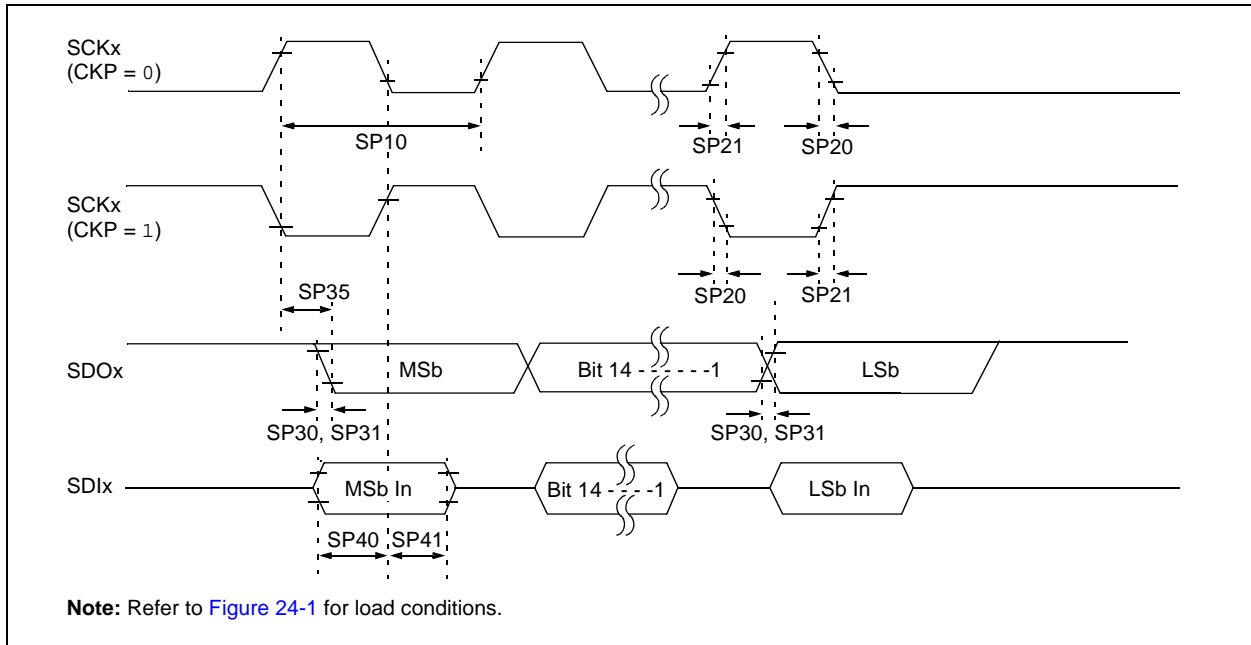 SCKx
(CKP = 0)
SP10
SP21
SP20
SCKx
(CKP = 1)
SP35
SP20
SP21
SDOx
MSb
Bit 14 - - - - - -1
LSb
SP30, SP31
SP30, SP31
SDIx
MSb In
Bit 14 - - - -1
LSb In
SP40
SP41
Note: Refer to Figure 24-1 for load conditions.